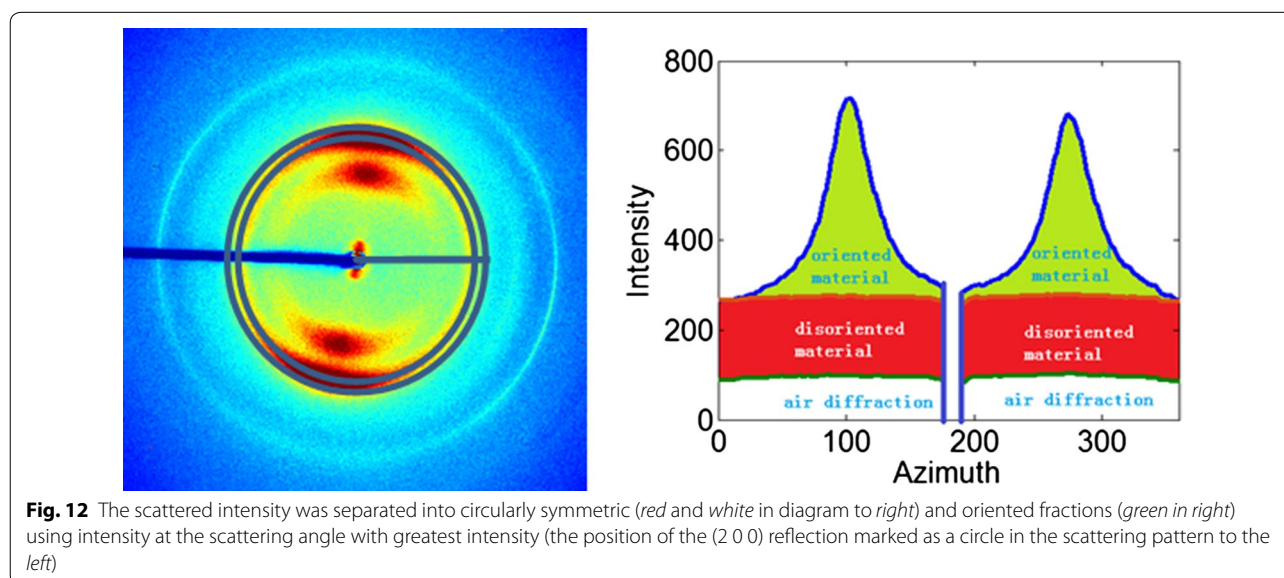 800
600
400
200
0
Intensity
oriented
material
oriented
material
disoriented
material
disoriented
material
air diffraction
air diffraction
0
100
200
300
Azimuth
Fig. 12 The scattered intensity was separated into circularly symmetric (red and white in diagram to right) and oriented fractions (green in right)
using intensity at the scattering angle with greatest intensity (the position of the (2 0 0) reflection marked as a circle in the scattering pattern to the
left)